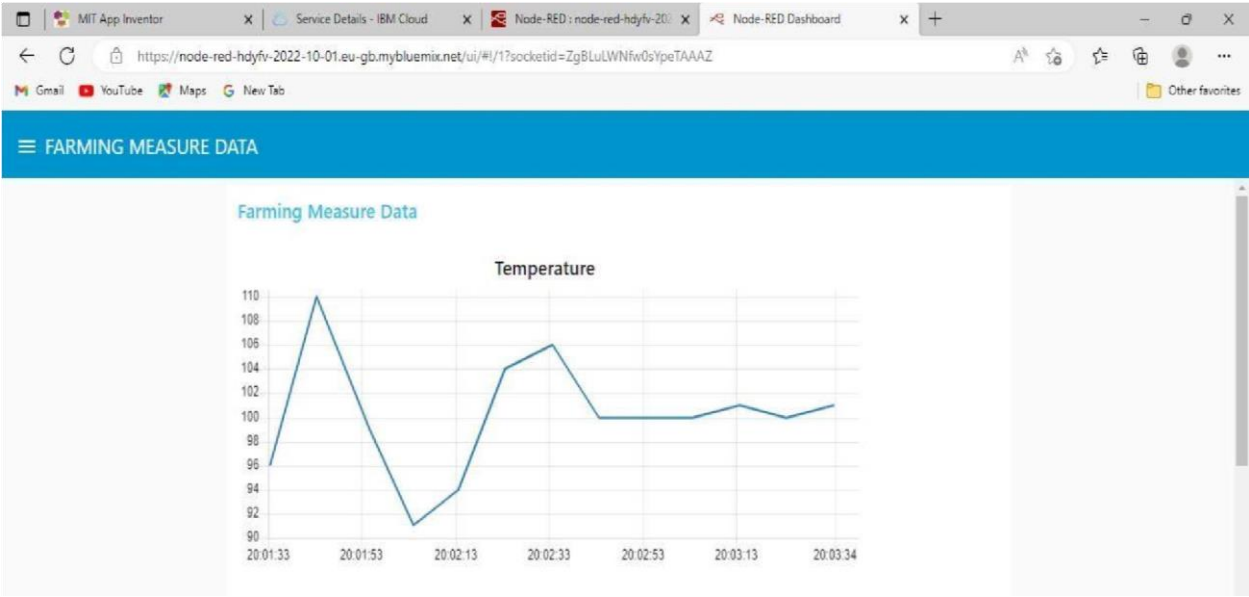 MIT App Inventor
Service Details - IBM Cloud
Node-RED : node-red-hdyfv-202
Node-RED Dashboard
https://node-red-hdyfv-2022-10-01.eu-gb.mybluemix.net/ui/#!/1?socketid=ZgBLuLWNfw0sYpeTAAAZ
Gmail YouTube Maps New Tab Other favorites
FARMING MEASURE DATA
Farming Measure Data
Temperature
110
108
106
104
102
100
98
96
94
92
90
20:01:33 20:01:53 20:02:13 20:02:33 20:02:53 20:03:13 20:03:34